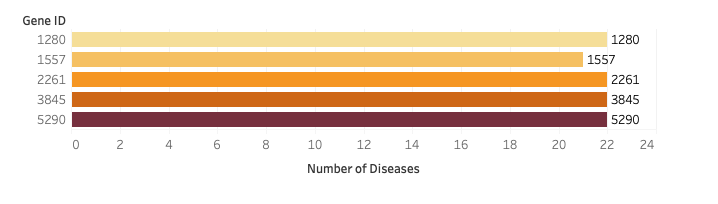 Gene ID
1280 1280
1557 1557
2261 2261
3845 3845
5290 5290
0 2 4 6 8 10 12 14 16 18 20 22 24
Number of Diseases